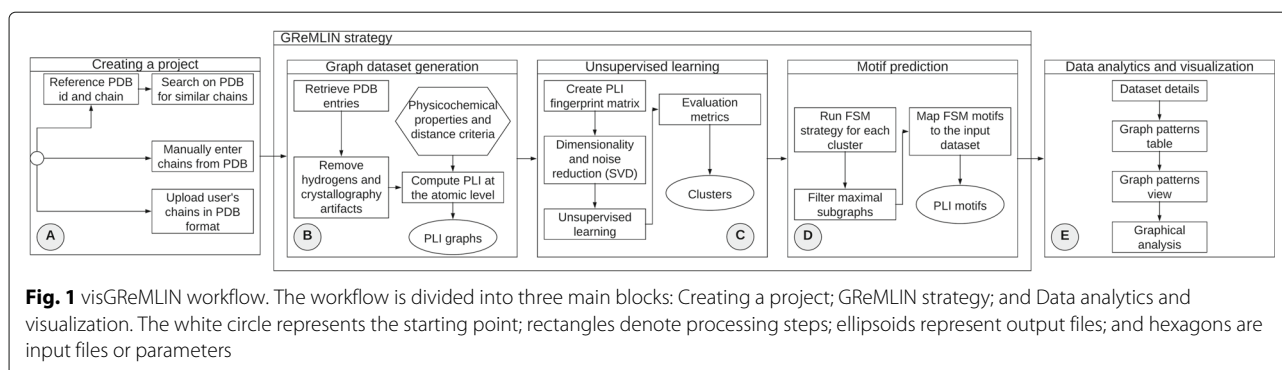 GReMLIN strategy
Creating a project
Reference PDB
id and chain
Search on PDB
for similar chains
Manually enter
chains from PDB
Upload user's
chains in PDB
format
A
Graph dataset generation
Retrieve PDB
entries
Physicochemical
properties and
distance criteria
Remove
hydrogens and
crystallography
artifacts
Compute PLI at
the atomic level
PLI graphs
B
Unsupervised learning
Create PLI
fingerprint matrix
Dimensionality
and noise
reduction (SVD)
Unsupervised
learning
Evaluation
metrics
Clusters
C
Motif prediction
Run FSM
strategy for each
cluster
Filter maximal
subgraphs
Map FSM motifs
to the input
dataset
PLI motifs
D
Data analytics and visualization
Dataset details
Graph patterns
table
Graph patterns
view
Graphical
analysis
E
Fig. 1 visGReMLIN workflow. The workflow is divided into three main blocks: Creating a project; GReMLIN strategy; and Data analytics and
visualization. The white circle represents the starting point; rectangles denote processing steps; ellipsoids represent output files; and hexagons are
input files or parameters